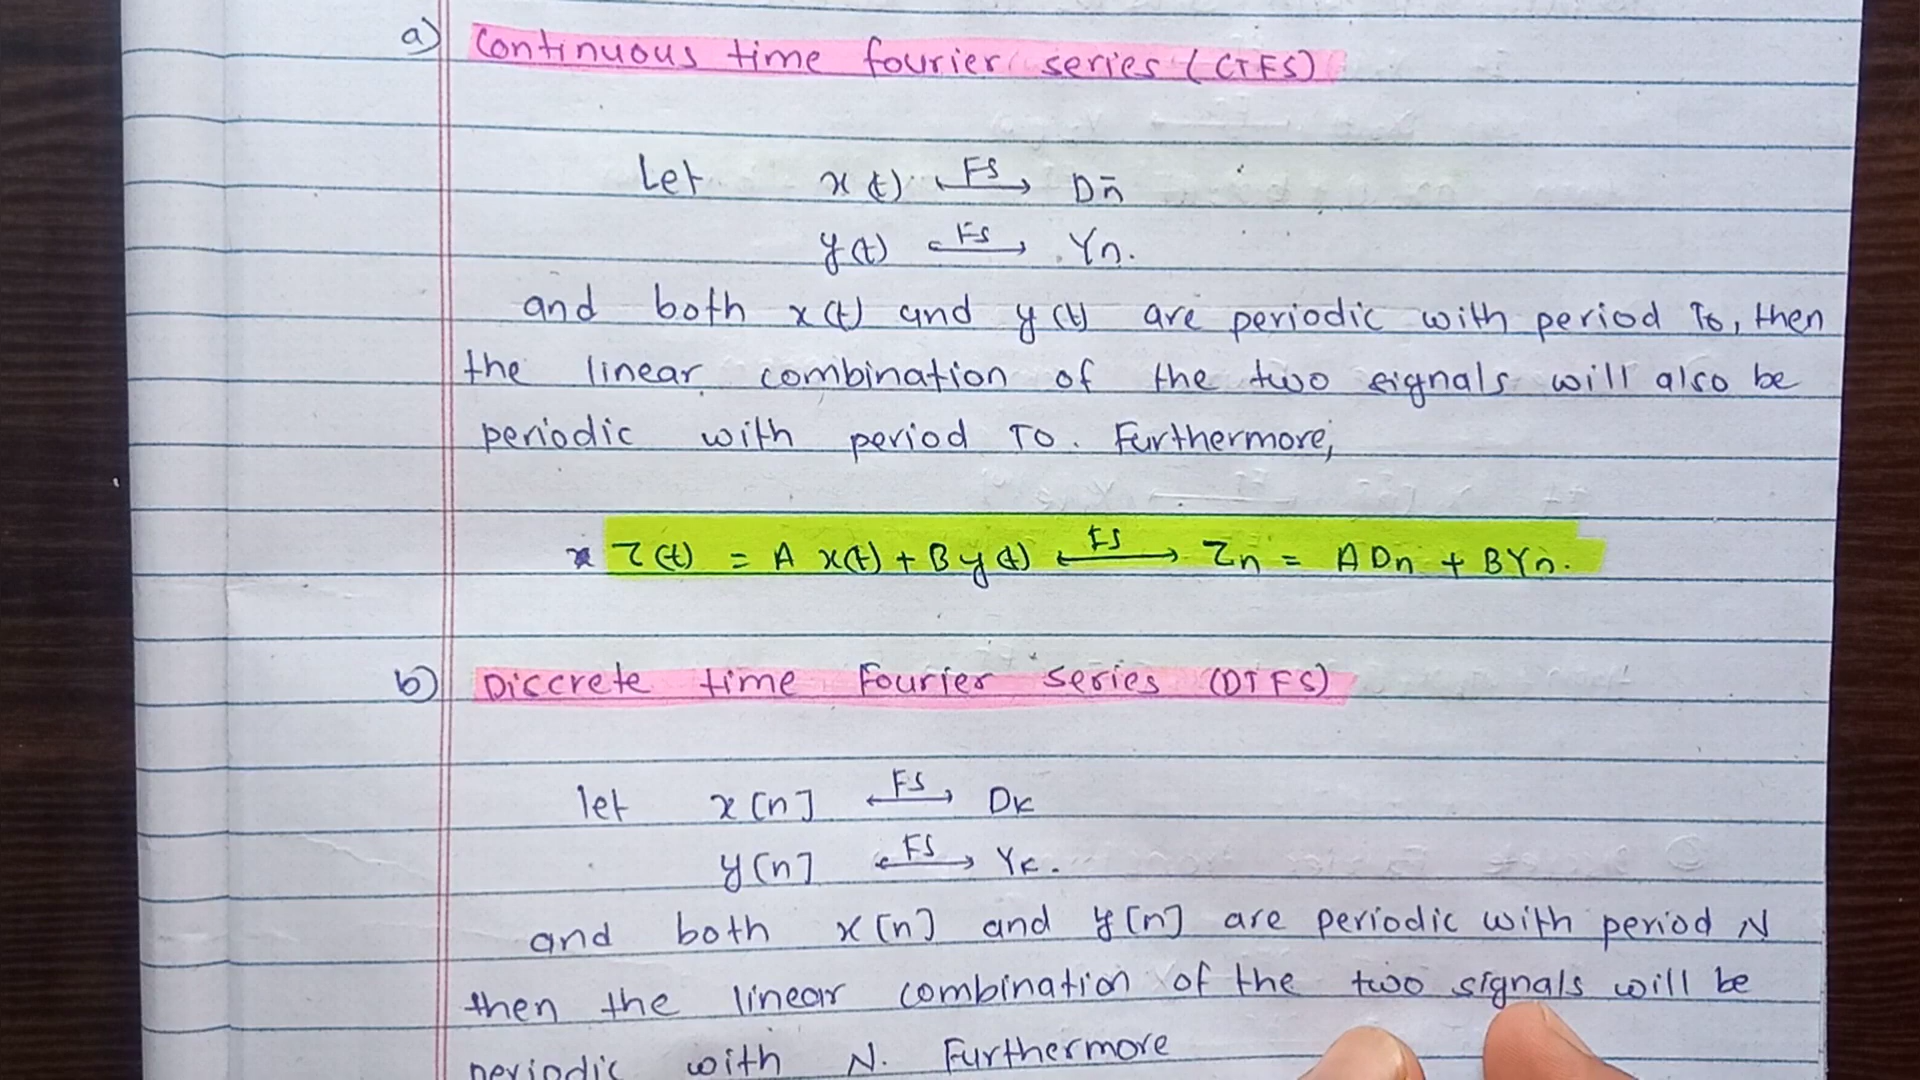 a) Continuous time fourier series (CTFS)
Let x(t) ⟷FS Dn
y(t) ⟷FS Yn.
and both x(t) and y(t) are periodic with period To, then
the linear combination of the two signals will also be
periodic with period To. Furthermore,
* Z(t) = A x(t) + B y(t) ⟷FS Zn = A Dn + B Yn.
b) Discrete time Fourier series (DTFS)
let x[n] ⟷FS Dk
y[n] ⟷FS Yk.
and both x[n] and y[n] are periodic with period N
then the linear combination of the two signals will be
periodic with N. Furthermore